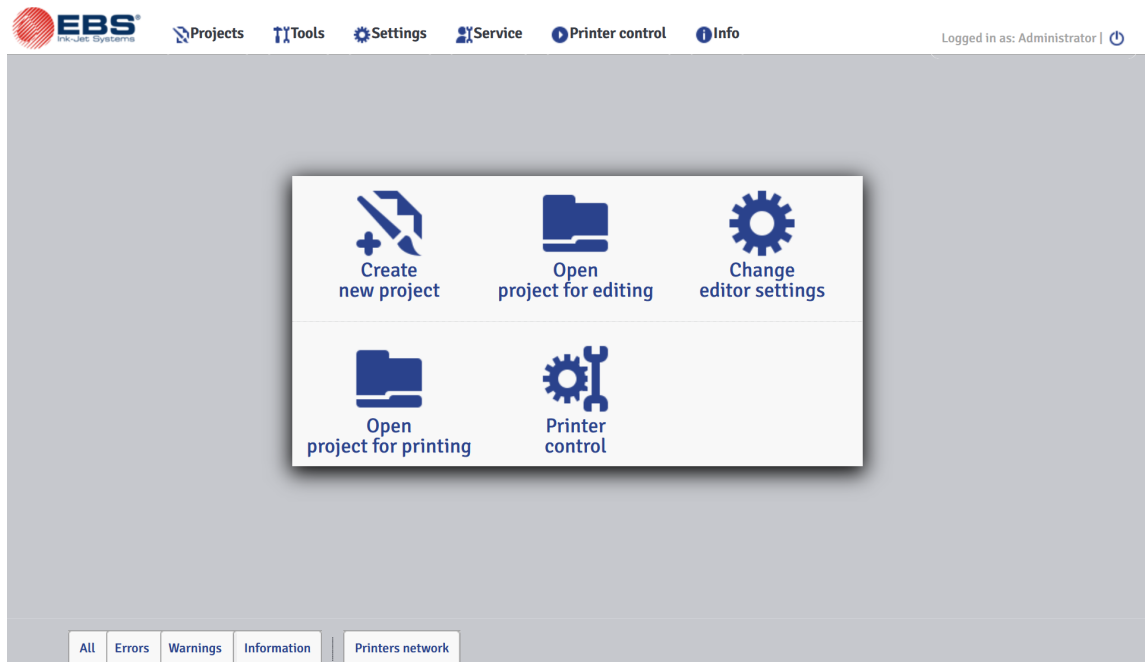 EBS®
Ink-Jet Systems
Projects Tools Settings Service Printer control Info
Logged in as: Administrator |
Create
new project
Open
project for editing
Change
editor settings
Open
project for printing
Printer
control
All Errors Warnings Information Printers network